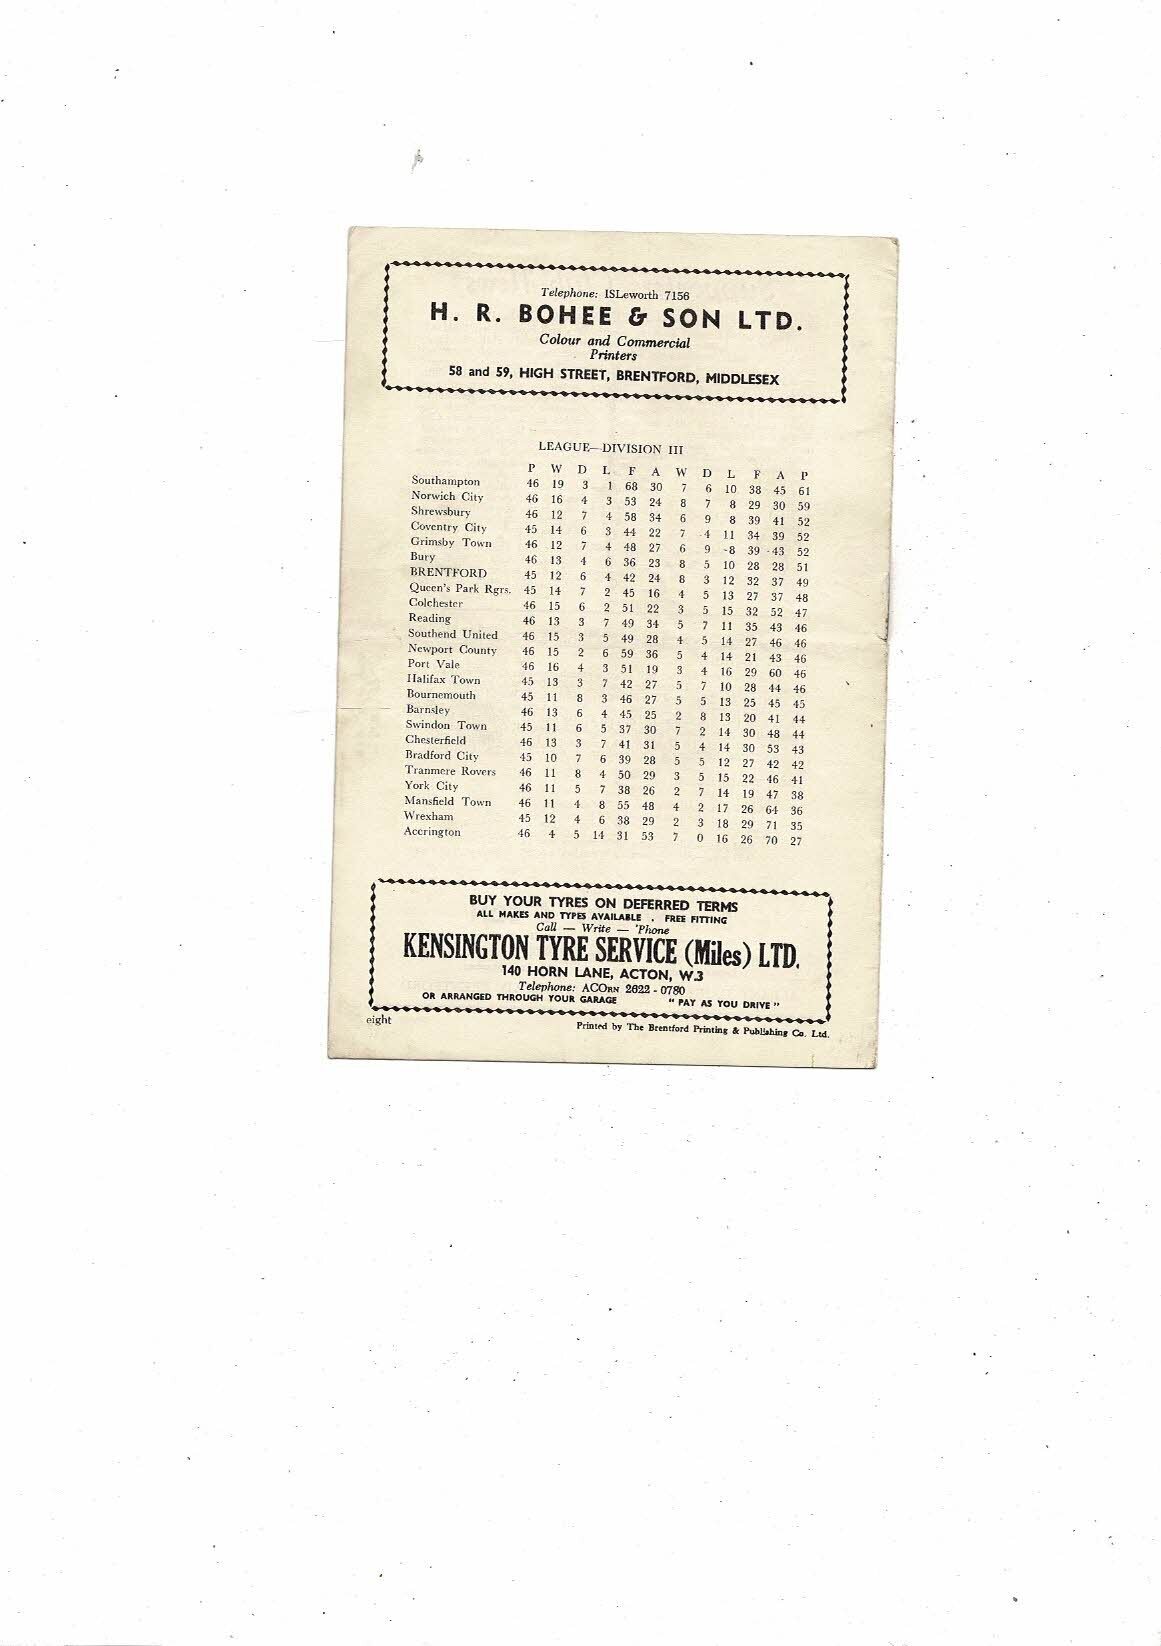 Telephone: ISLeworth 7156
H. R. BOHEE & SON LTD.
Colour and Commercial
Printers
58 and 59, HIGH STREET, BRENTFORD, MIDDLESEX
LEAGUE—DIVISION III
P W D L F A W D L F A P
Southampton 46 19 3 1 68 30 7 6 10 38 45 61
Norwich City 46 16 4 3 53 24 8 7 8 29 30 59
Shrewsbury 46 12 7 4 58 34 6 9 8 39 41 52
Coventry City 45 14 6 3 44 22 7 4 11 34 39 52
Grimsby Town 46 12 7 4 48 27 6 9 8 39 43 52
Bury 46 13 4 6 36 23 8 5 10 28 28 51
BRENTFORD 45 12 6 4 42 24 8 3 12 32 37 49
Queen's Park Rgrs. 45 14 7 2 45 16 4 5 13 27 37 48
Colchester 46 15 6 2 51 22 3 5 15 32 52 47
Reading 46 13 3 7 49 34 5 7 11 35 43 46
Southend United 46 15 3 5 49 28 4 5 14 27 46 46
Newport County 46 15 2 6 59 36 5 4 14 21 43 46
Port Vale 46 16 4 3 51 19 3 4 16 29 60 46
Halifax Town 45 13 3 7 42 27 5 7 10 28 44 46
Bournemouth 45 11 8 3 46 27 5 5 13 25 45 45
Barnsley 46 13 6 4 45 25 2 8 13 20 41 44
Swindon Town 45 11 6 5 37 30 7 2 14 30 48 44
Chesterfield 46 13 3 7 41 31 5 4 14 30 53 43
Bradford City 45 10 7 6 39 28 5 5 12 27 42 42
Tranmere Rovers 46 11 8 4 50 29 3 5 15 22 46 41
York City 46 11 5 7 38 26 2 7 14 19 47 38
Mansfield Town 46 11 4 8 55 48 4 2 17 26 64 36
Wrexham 45 12 4 6 38 29 2 3 18 29 71 35
Accrington 46 4 5 14 31 53 7 0 16 26 70 27
BUY YOUR TYRES ON DEFERRED TERMS
ALL MAKES AND TYPES AVAILABLE . FREE FITTING
Call — Write — 'Phone
KENSINGTON TYRE SERVICE (Miles) LTD.
140 HORN LANE, ACTON, W.3
Telephone: ACORN 2622 - 0780
OR ARRANGED THROUGH YOUR GARAGE " PAY AS YOU DRIVE "
eight
Printed by The Brentford Printing & Publishing Co. Ltd.